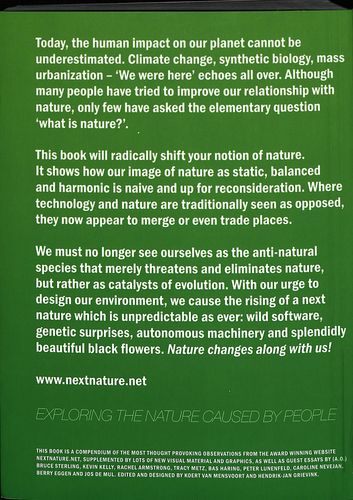 Today, the human impact on our planet cannot be
underestimated. Climate change, synthetic biology, mass
urbanization – 'We were here' echoes all over. Although
many people have tried to improve our relationship with
nature, only few have asked the elementary question
'what is nature?'.
This book will radically shift your notion of nature.
It shows how our image of nature as static, balanced
and harmonic is naive and up for reconsideration. Where
technology and nature are traditionally seen as opposed,
they now appear to merge or even trade places.
We must no longer see ourselves as the anti-natural
species that merely threatens and eliminates nature,
but rather as catalysts of evolution. With our urge to
design our environment, we cause the rising of a next
nature which is unpredictable as ever: wild software,
genetic surprises, autonomous machinery and splendidly
beautiful black flowers. Nature changes along with us!
www.nextnature.net
EXPLORING THE NATURE CAUSED BY PEOPLE
THIS BOOK IS A COMPENDIUM OF THE MOST THOUGHT PROVOKING OBSERVATIONS FROM THE AWARD WINNING WEBSITE
NEXTNATURE.NET, SUPPLEMENTED BY LOTS OF NEW VISUAL MATERIAL AND GRAPHICS, AS WELL AS GUEST ESSAYS BY (A.O.)
BRUCE STERLING, KEVIN KELLY, RACHEL ARMSTRONG, TRACY METZ, BAS HARING, PETER LUNENFELD, CAROLINE NEVEJAN,
BERRY EGGEN AND JOS DE MUL. EDITED AND DESIGNED BY KOERT VAN MENSVOORT AND HENDRIK-JAN GRIEVINK.